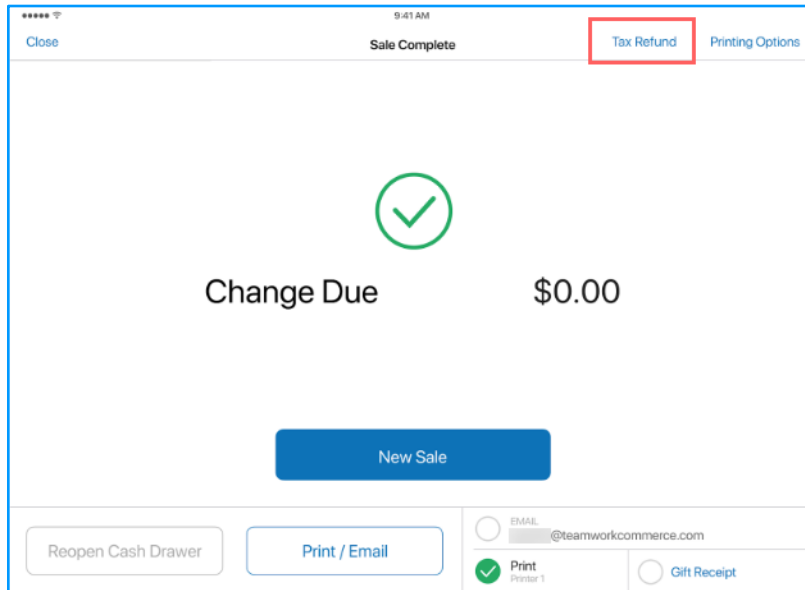 9:41 AM
Close
Sale Complete
Tax Refund
Printing Options
Change Due $0.00
New Sale
Reopen Cash Drawer
Print / Email
EMAIL
@teamworkcommerce.com
Print
Printer 1
Gift Receipt